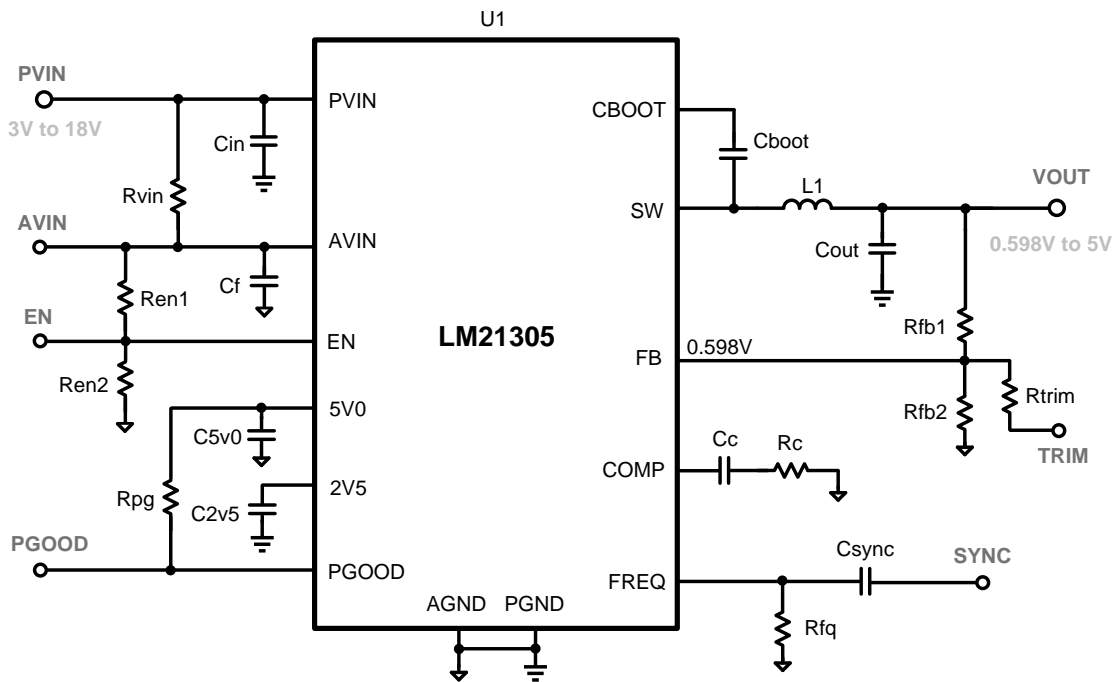 U1
PVIN
3V to 18V
PVIN
Cin
Rvin
AVIN
AVIN
Cf
Ren1
EN
EN
Ren2
5V0
C5v0
2V5
Rpg
C2v5
PGOOD
PGOOD
AGND
PGND
LM21305
CBOOT
Cboot
L1
SW
VOUT
0.598V to 5V
Cout
Rfb1
FB
0.598V
Rfb2
Rtrim
TRIM
COMP
Cc
Rc
FREQ
Csync
SYNC
Rfq